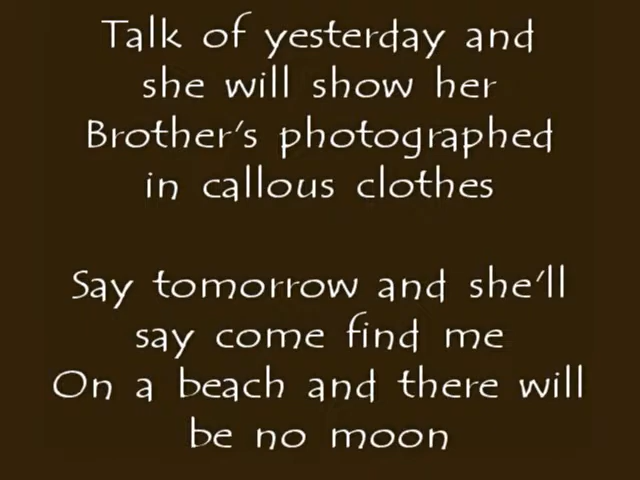 Talk of yesterday and
she will show her
Brother's photographed
in callous clothes
Say tomorrow and she'll
say come find me
On a beach and there will
be no moon